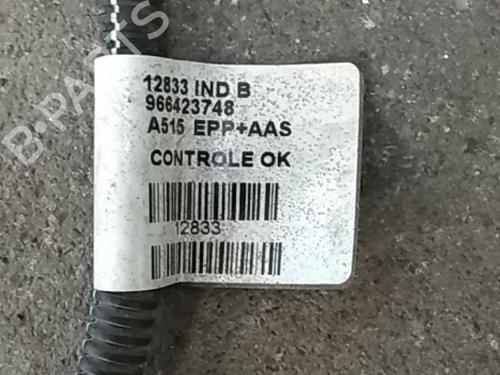 12833 IND B
966423748
A515 EPP+AAS
CONTROLE OK
12833
B-PARTS